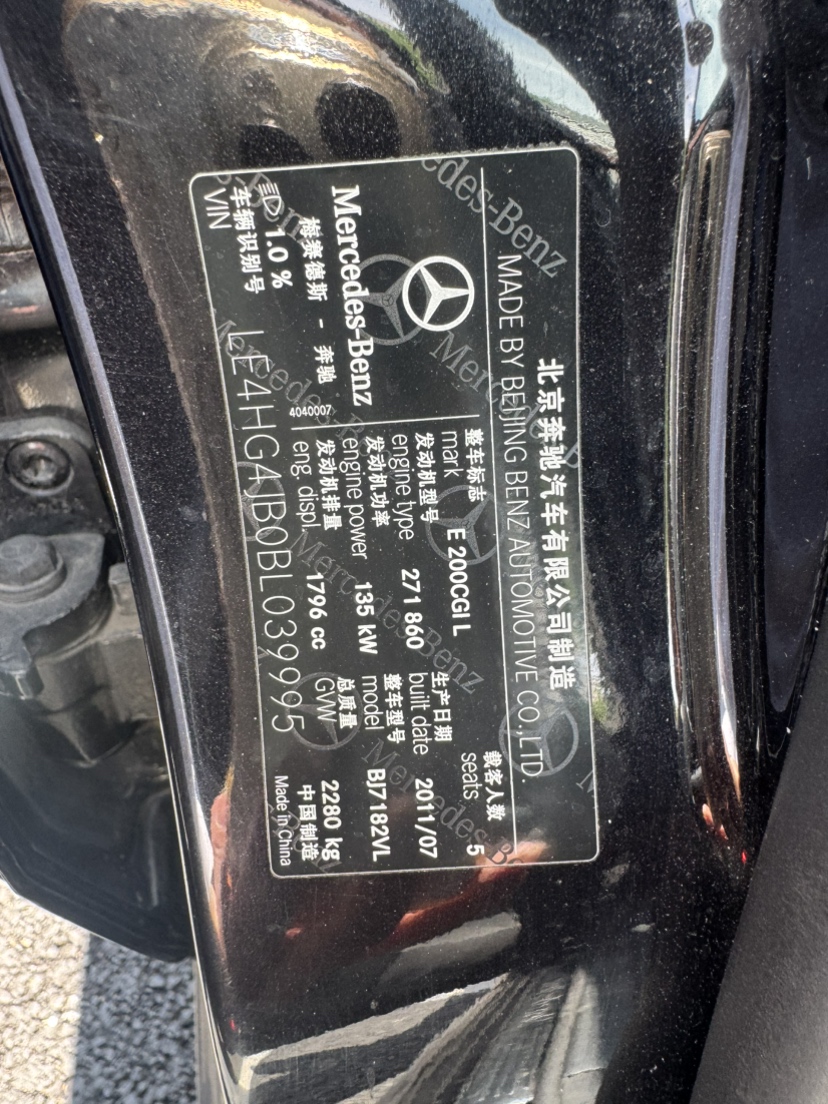 北京奔驰汽车有限公司制造
MADE BY BEIJING BENZ AUTOMOTIVE CO.,LTD.
Mercedes-Benz
梅赛德斯 - 奔驰
1.0 %
4040007
整车标志 E 200CGI L
mark
载客人数 5
seats
发动机型号 271 860
engine type
生产日期 2011/07
built date
发动机功率 135 kW
engine power
整车型号 BJ7182VL
model
发动机排量 1796 cc
eng. displ
总质量 2280 kg
GVW
车辆识别号 LE4HG4JB0BL039995
VIN
中国制造
Made in China